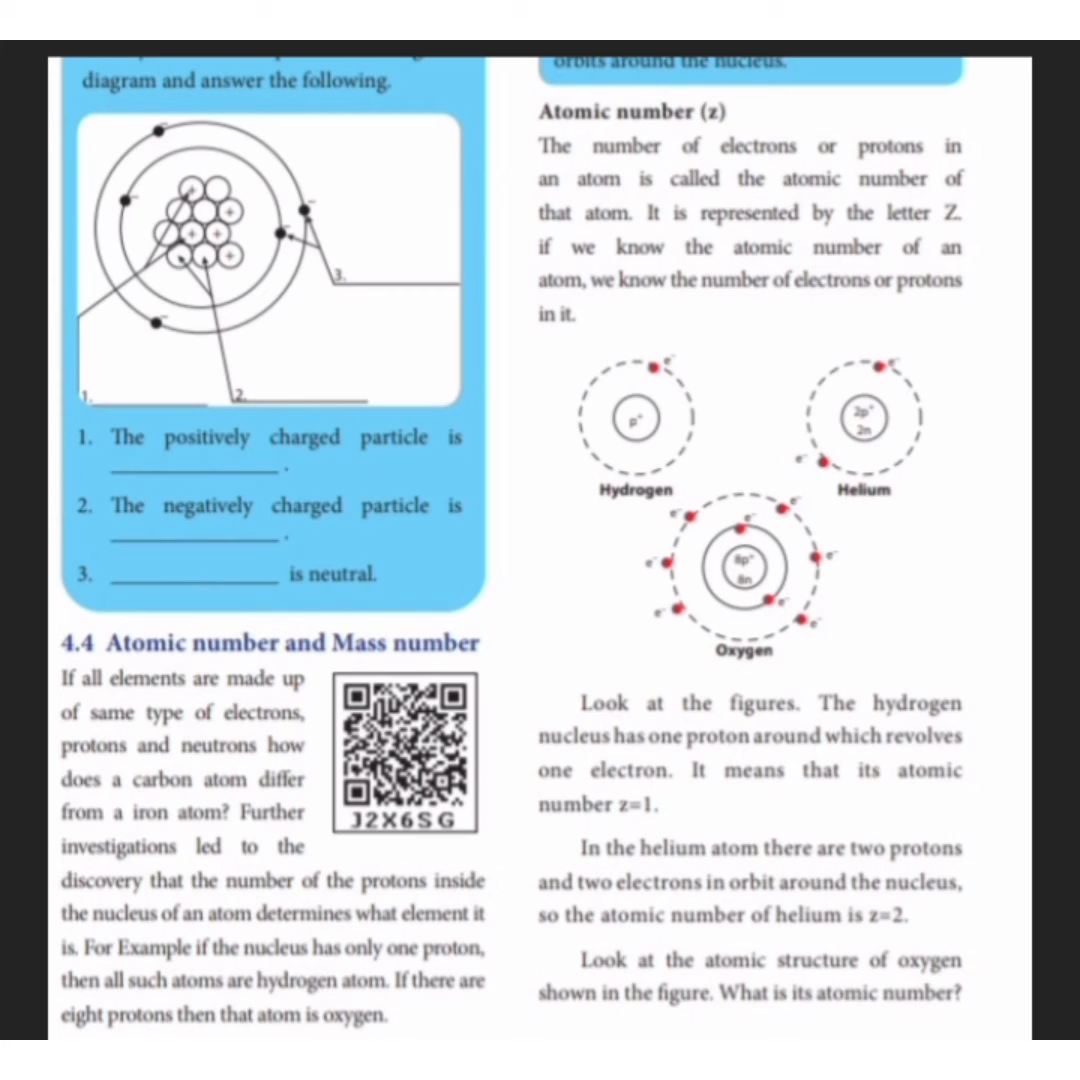 diagram and answer the following.
1.
2.
3.
1. The positively charged particle is
____________ .
2. The negatively charged particle is
____________ .
3. ____________ is neutral.
4.4 Atomic number and Mass number
If all elements are made up
of same type of electrons,
protons and neutrons how
does a carbon atom differ
from a iron atom? Further
investigations led to the
discovery that the number of the protons inside
the nucleus of an atom determines what element it
is. For Example if the nucleus has only one proton,
then all such atoms are hydrogen atom. If there are
eight protons then that atom is oxygen.
J2X6SG
orbits around the nucleus.
Atomic number (z)
The number of electrons or protons in
an atom is called the atomic number of
that atom. It is represented by the letter Z.
if we know the atomic number of an
atom, we know the number of electrons or protons
in it.
e⁻
p⁺
Hydrogen
e⁻
2p⁺
2n
e⁻
Helium
e⁻
e⁻
e⁻
e⁻
8p⁺
8n
e⁻
e⁻
e⁻
e⁻
Oxygen
Look at the figures. The hydrogen
nucleus has one proton around which revolves
one electron. It means that its atomic
number z=1.
In the helium atom there are two protons
and two electrons in orbit around the nucleus,
so the atomic number of helium is z=2.
Look at the atomic structure of oxygen
shown in the figure. What is its atomic number?